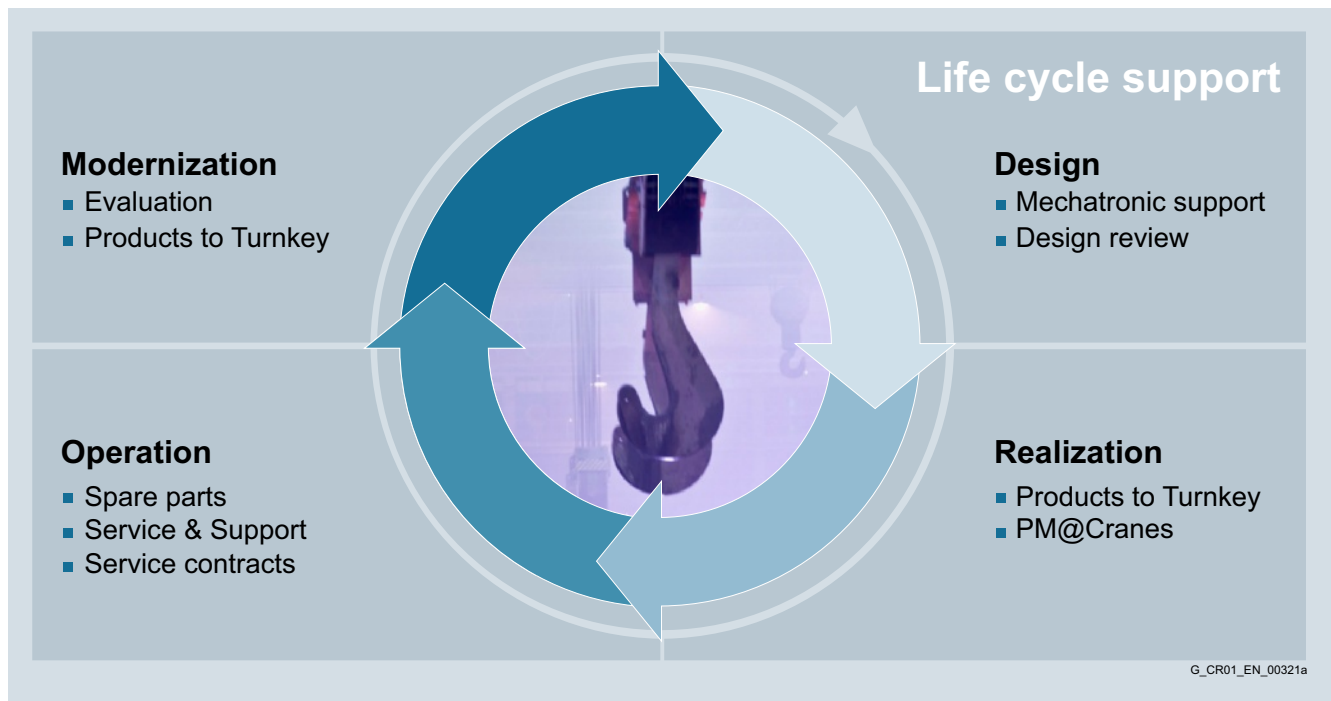 Life cycle support
Modernization
Evaluation
Products to Turnkey
Design
Mechatronic support
Design review
Operation
Spare parts
Service & Support
Service contracts
Realization
Products to Turnkey
PM@Cranes
G_CR01_EN_00321a